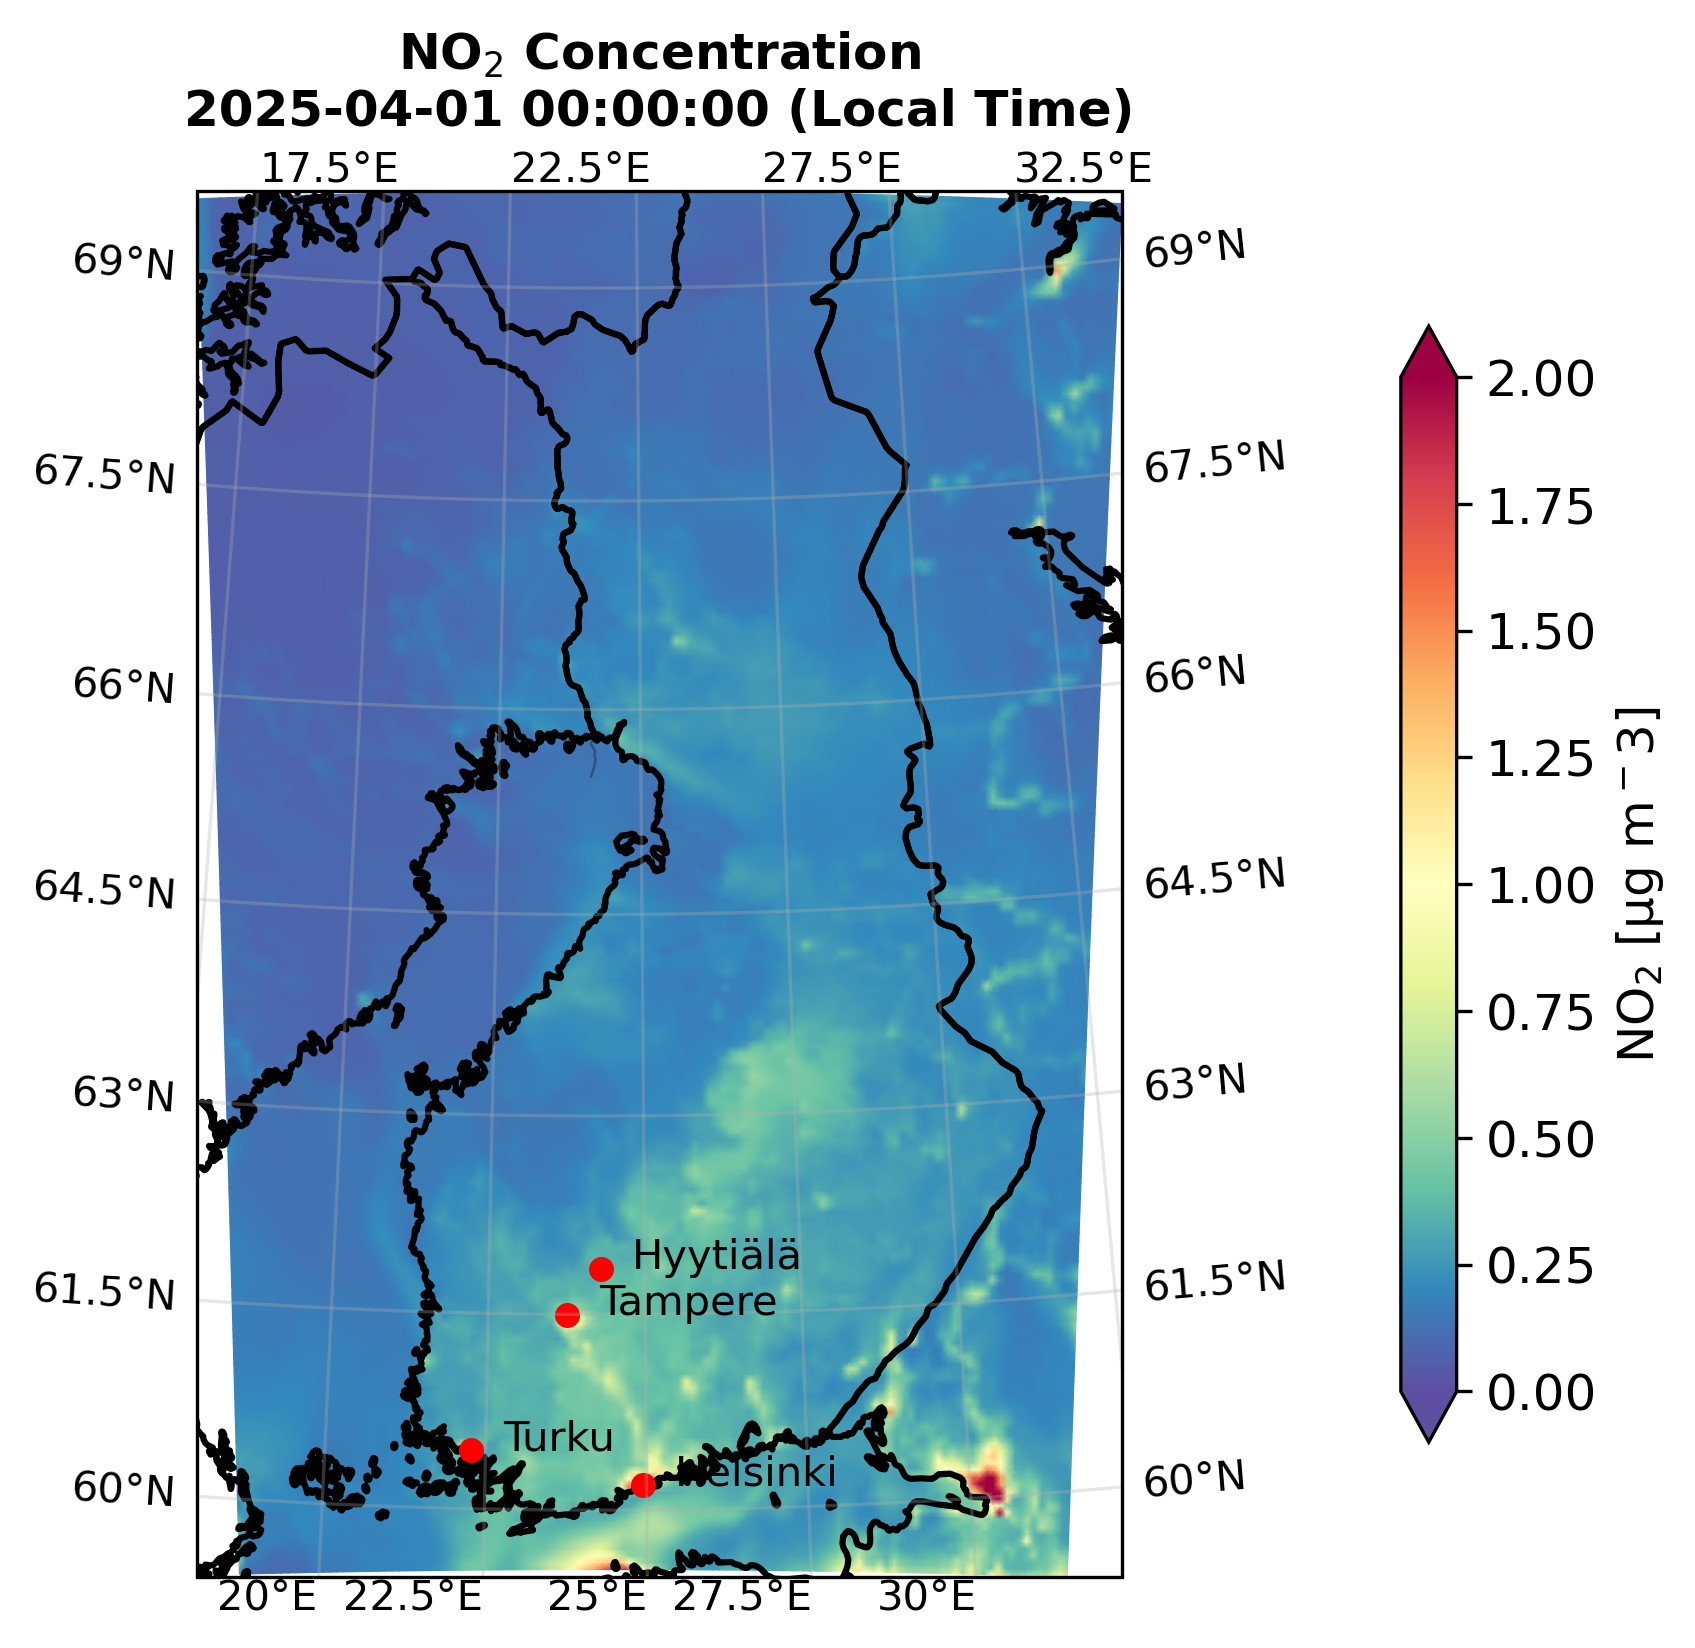 NO₂ Concentration
2025-04-01 00:00:00 (Local Time)
17.5°E 22.5°E 27.5°E 32.5°E
69°N 69°N
67.5°N 67.5°N
66°N 66°N
64.5°N 64.5°N
63°N 63°N
61.5°N 61.5°N
60°N 60°N
Hyytiälä
Tampere
Turku
Helsinki
20°E 22.5°E 25°E 27.5°E 30°E
2.00
1.75
1.50
1.25
1.00
0.75
0.50
0.25
0.00
NO₂ [µg m⁻3]